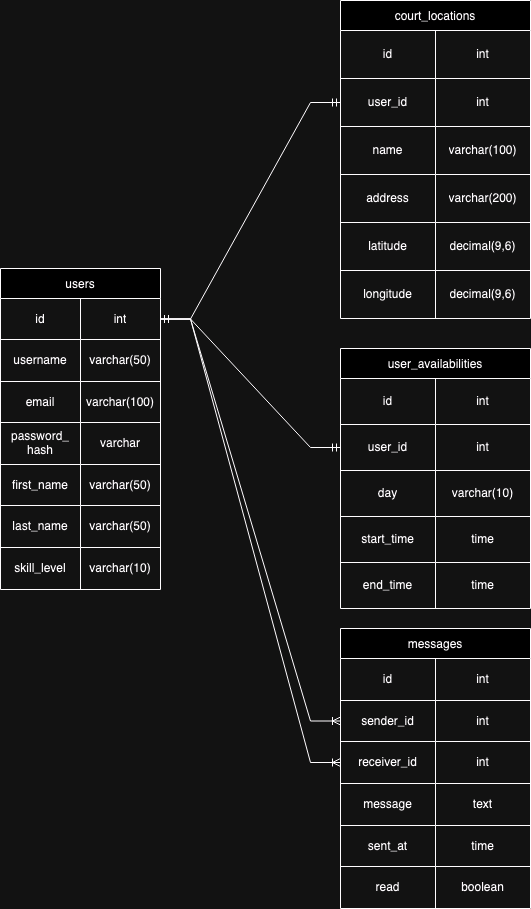 court_locations
id int
user_id int
name varchar(100)
address varchar(200)
latitude decimal(9,6)
longitude decimal(9,6)
users
id int
username varchar(50)
email varchar(100)
password_
hash varchar
first_name varchar(50)
last_name varchar(50)
skill_level varchar(10)
user_availabilities
id int
user_id int
day varchar(10)
start_time time
end_time time
messages
id int
sender_id int
receiver_id int
message text
sent_at time
read boolean